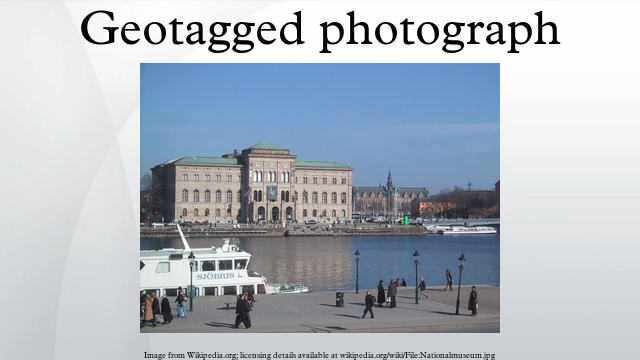 Geotagged photograph
SJÖBRIS
Image from Wikipedia.org; licensing details available at wikipedia.org/wiki/File:Nationalmuseum.jpg